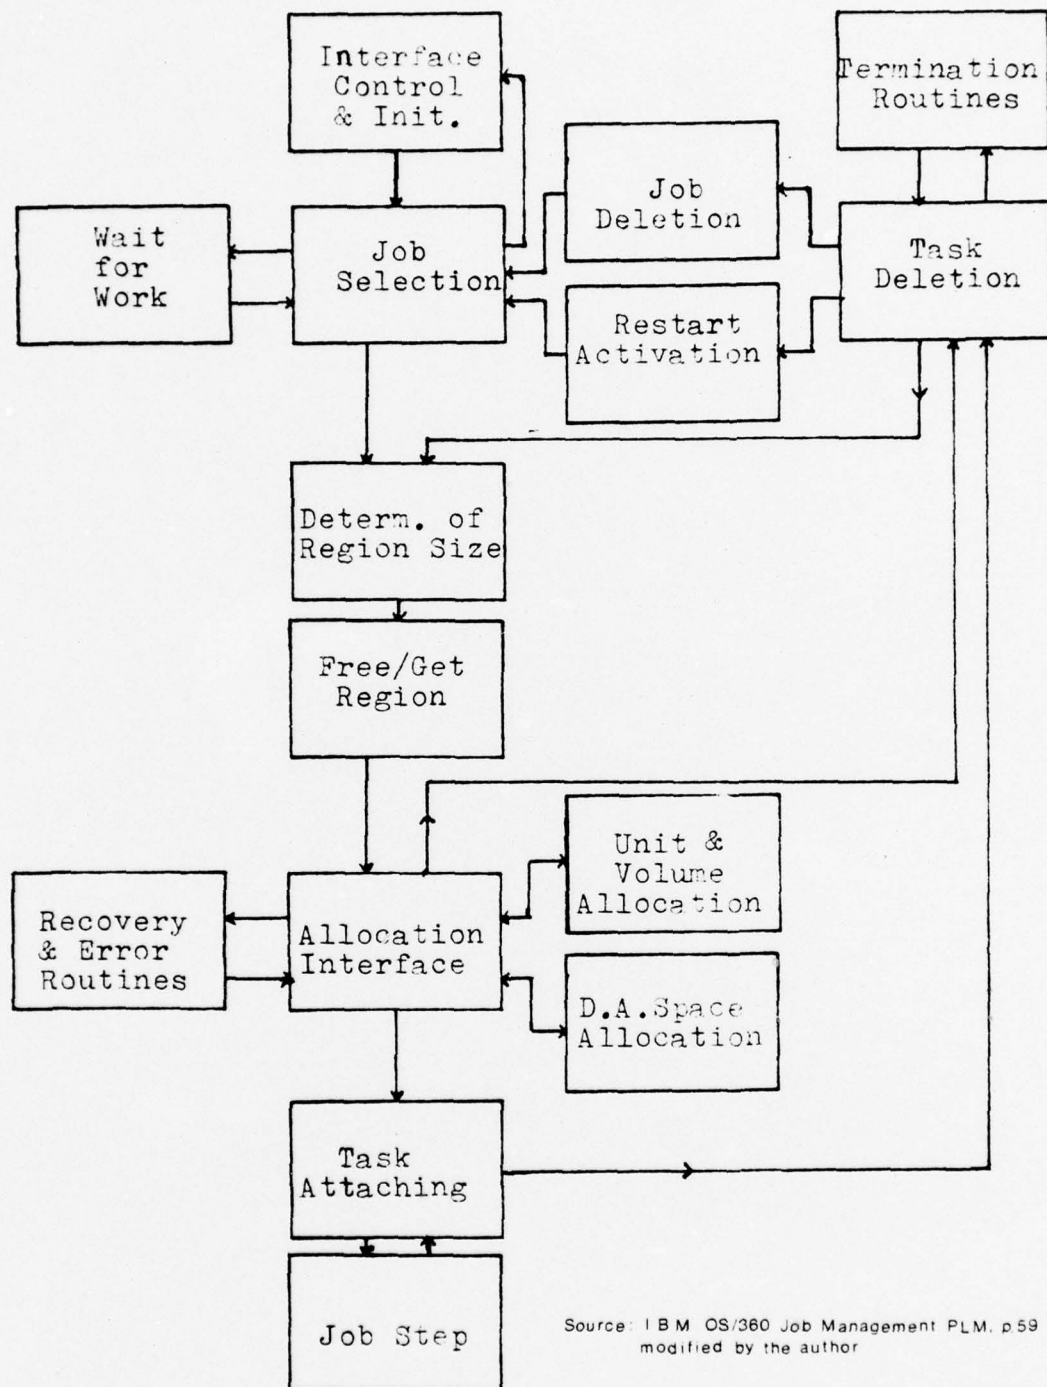 Interface
Control
& Init.
Termination
Routines
Job
Deletion
Wait
for
Work
Job
Selection
Task
Deletion
Restart
Activation
Determ. of
Region Size
Free/Get
Region
Unit &
Volume
Allocation
Recovery
& Error
Routines
Allocation
Interface
D.A.Space
Allocation
Task
Attaching
Job Step
Source: IBM OS/360 Job Management PLM, p.59
modified by the author